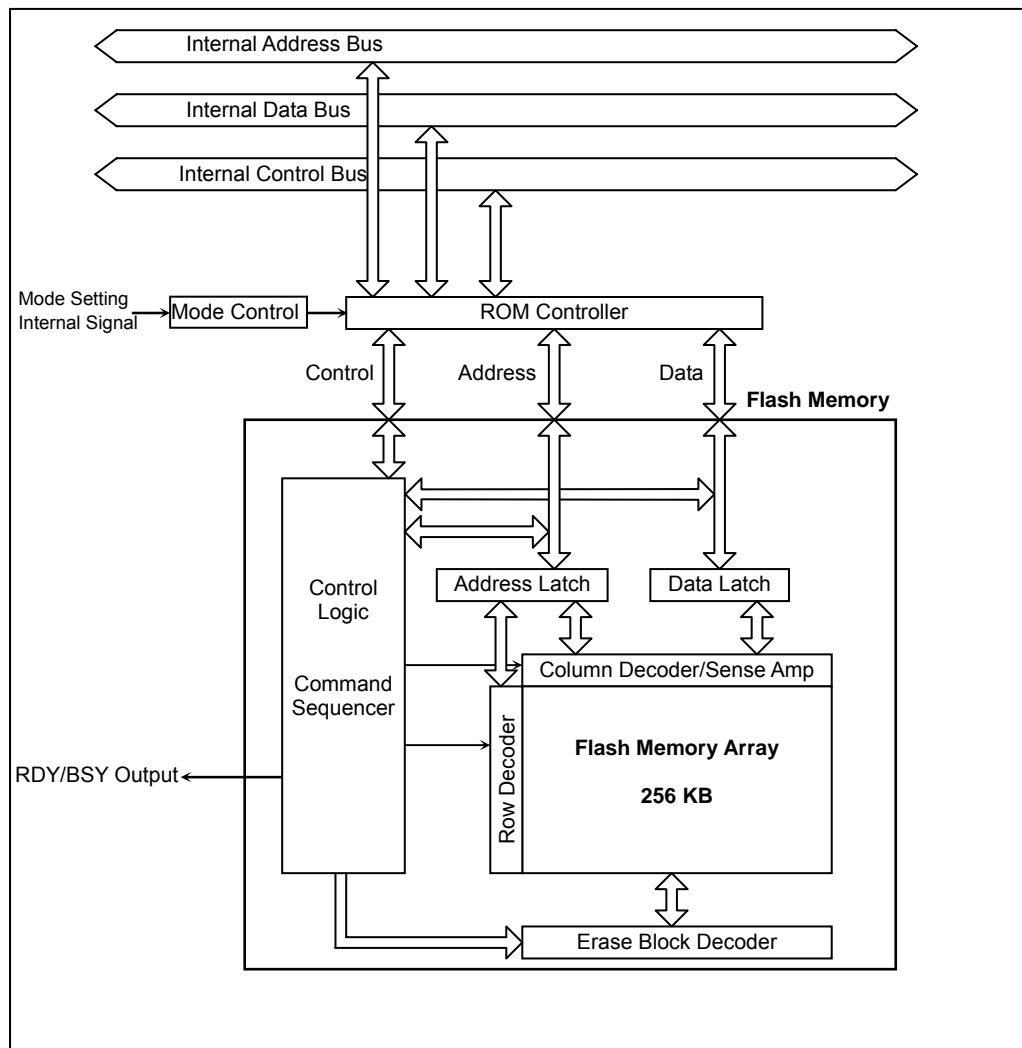 Internal Address Bus
Internal Data Bus
Internal Control Bus
Mode Setting
Internal Signal
Mode Control
ROM Controller
Control
Address
Data
Flash Memory
Control
Logic
Command
Sequencer
Address Latch
Data Latch
Column Decoder/Sense Amp
Row Decoder
Flash Memory Array
256 KB
RDY/BSY Output
Erase Block Decoder